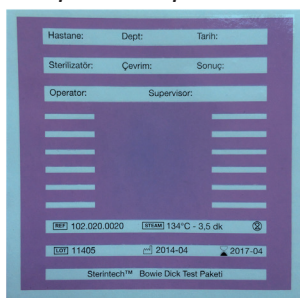 Hastane: Dept: Tarih:
Sterilizatör: Çevrim: Sonuç:
Operator: Supervisor:
REF 102.020.0020 STEAM 134°C - 3,5 dk 2
LOT 11405 2014-04 2017-04
Sterintech™ Bowie Dick Test Paketi